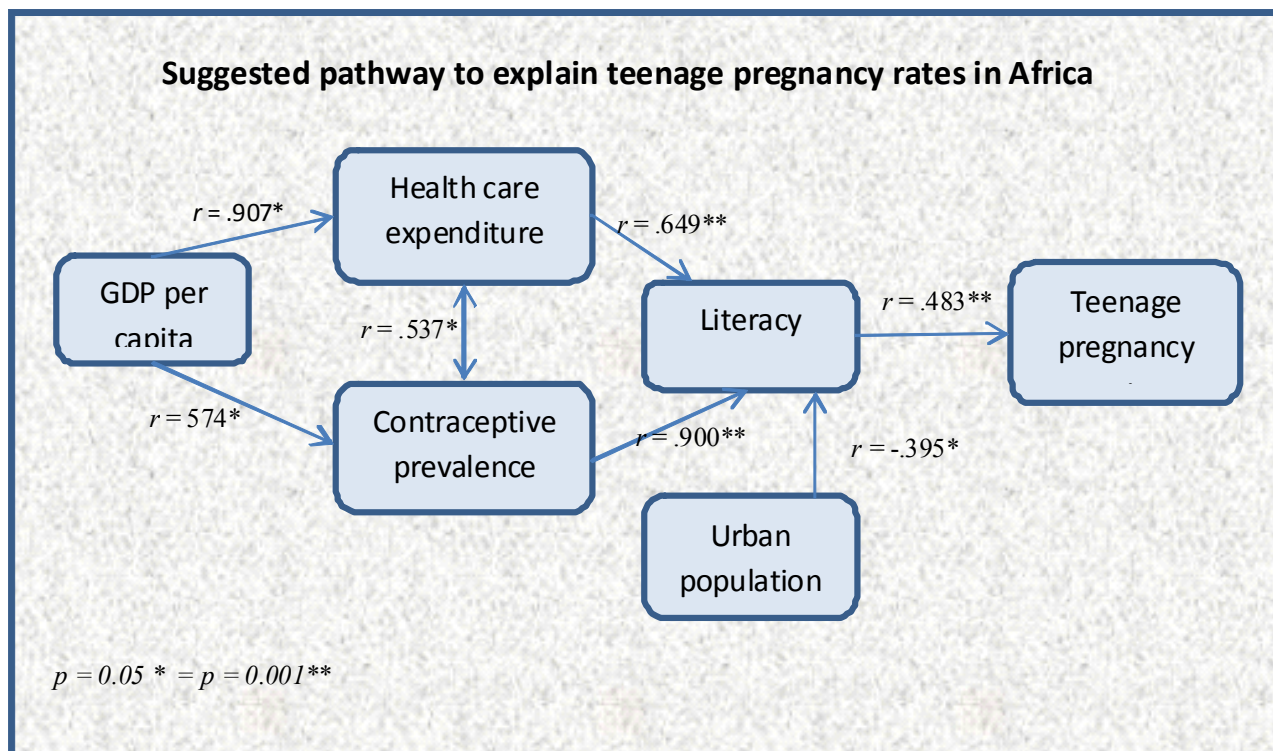 Suggested pathway to explain teenage pregnancy rates in Africa
Health care
expenditure
r = .907*
r = .649**
GDP per
capita
r = .537*
Literacy
r = .483**
Teenage
pregnancy
r = 574*
Contraceptive
prevalence
r = .900**
r = -.395*
Urban
population
p = 0.05 * = p = 0.001**